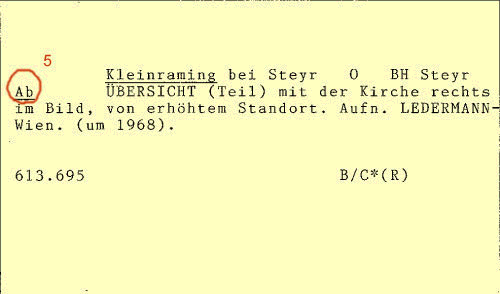 5
Kleinraming bei Steyr O BH Steyr
Ab ÜBERSICHT (Teil) mit der Kirche rechts
im Bild, von erhöhtem Standort. Aufn. LEDERMANN-
Wien. (um 1968).
613.695 B/C*(R)